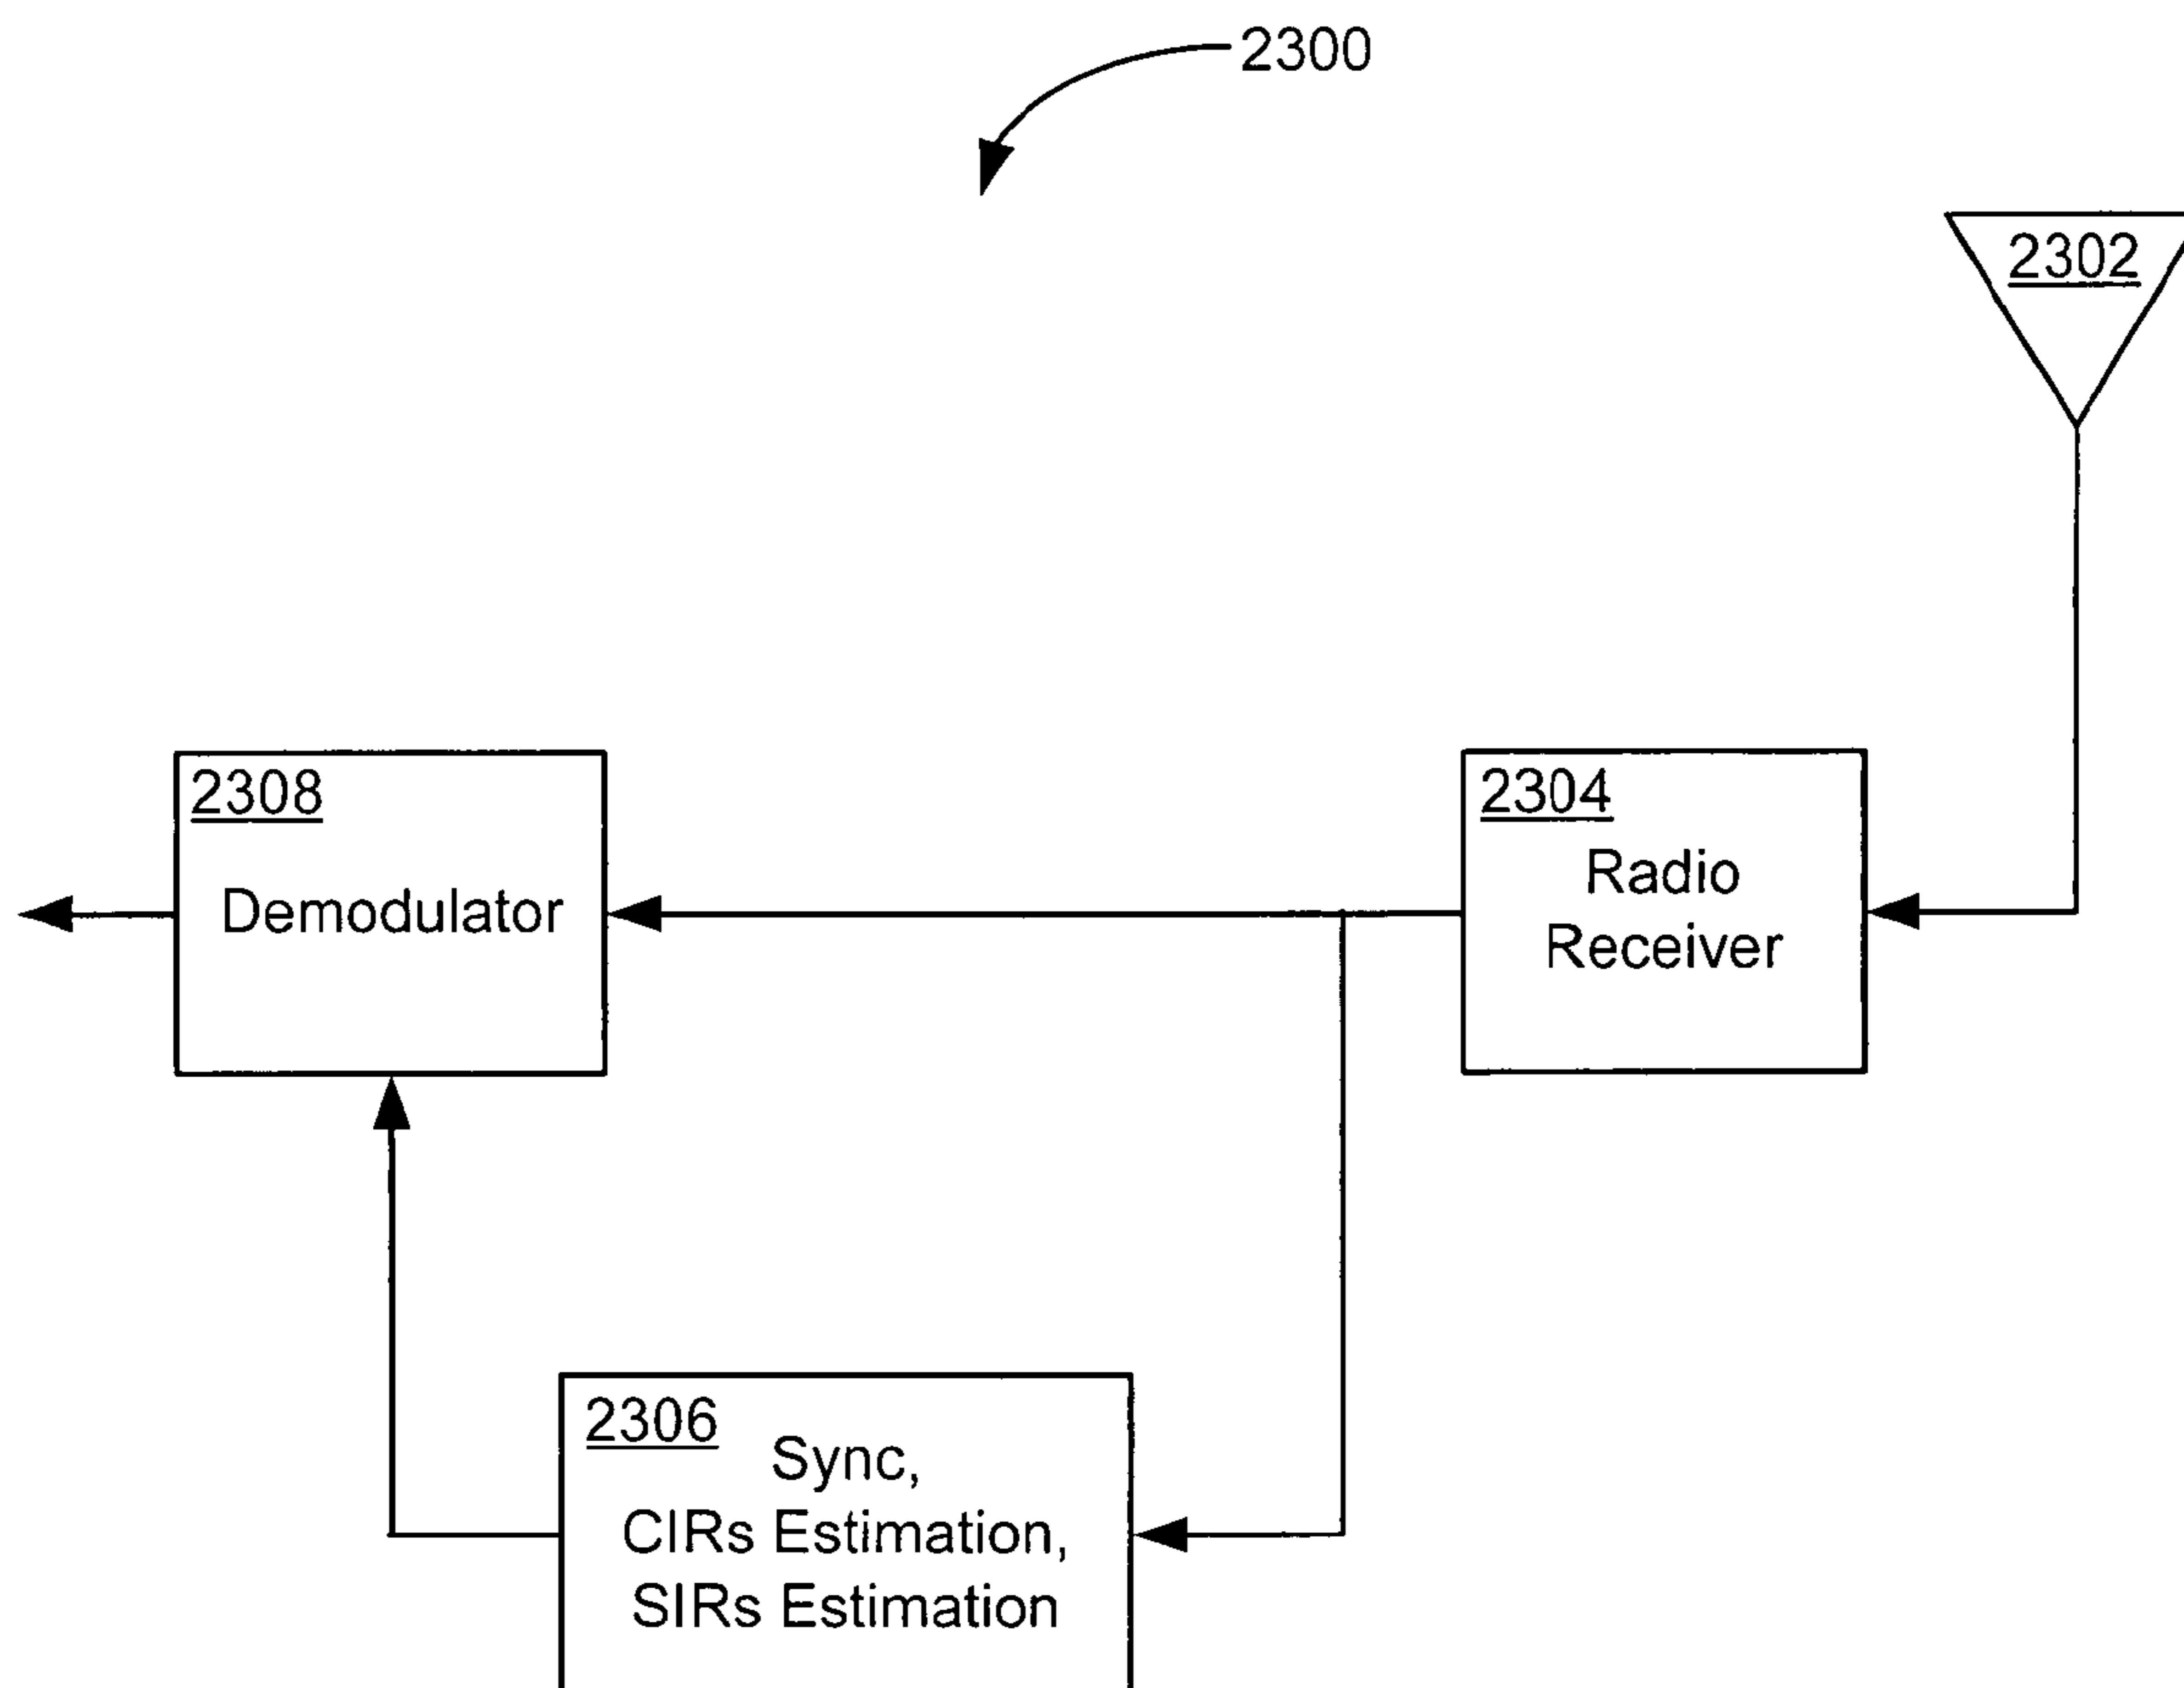 2300
2302
2308
Demodulator
2304
Radio
Receiver
2306
Sync,
CIRs Estimation,
SIRs Estimation